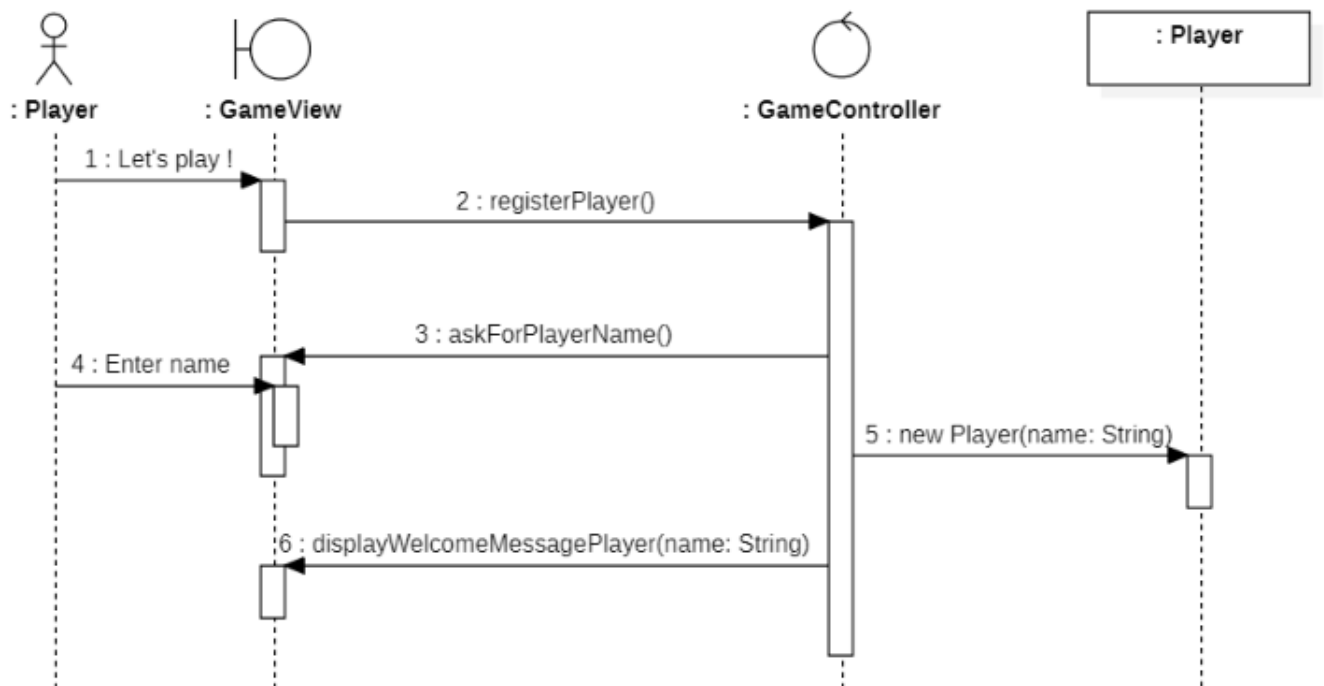 : Player
: GameView
: GameController
: Player
1 : Let's play !
2 : registerPlayer()
3 : askForPlayerName()
4 : Enter name
5 : new Player(name: String)
6 : displayWelcomeMessagePlayer(name: String)